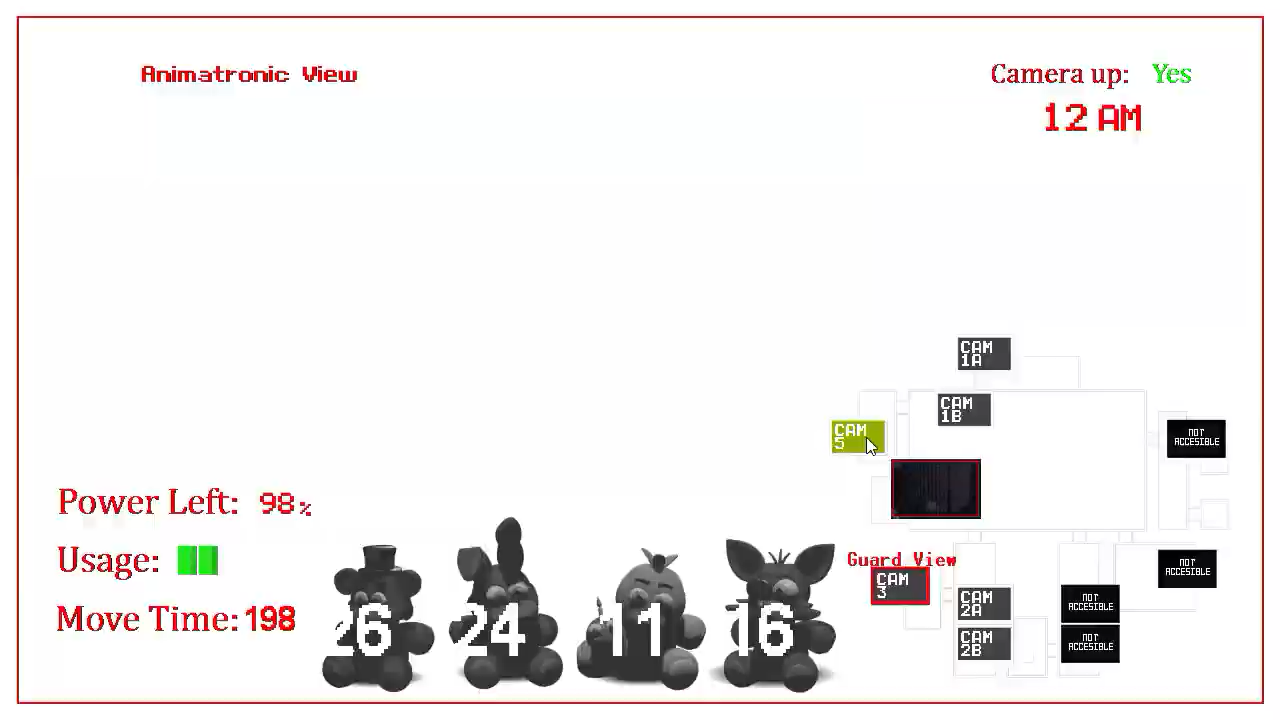 Animatronic View
Camera up: Yes
12 AM
CAM 1A
CAM 1B
CAM 5
NOT ACCESIBLE
Power Left: 98%
Usage:
Move Time: 198
26 24 11 16
Guard View
CAM 3
CAM 2A
CAM 2B
NOT ACCESIBLE
NOT ACCESIBLE
NOT ACCESIBLE